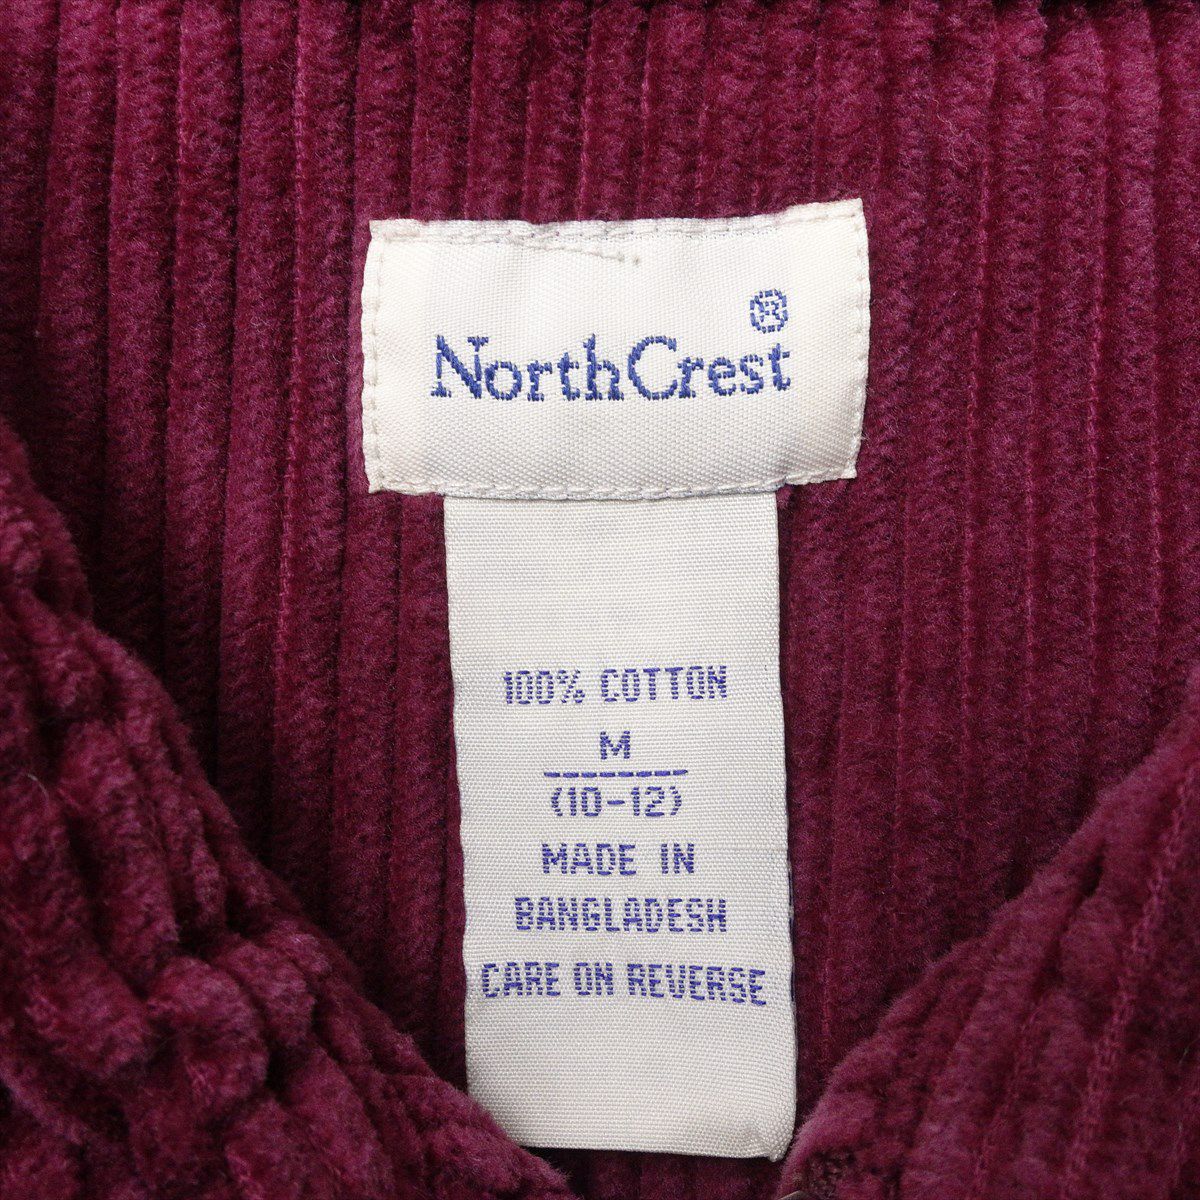 NorthCrest®
100% COTTON
M
(10-12)
MADE IN
BANGLADESH
CARE ON REVERSE